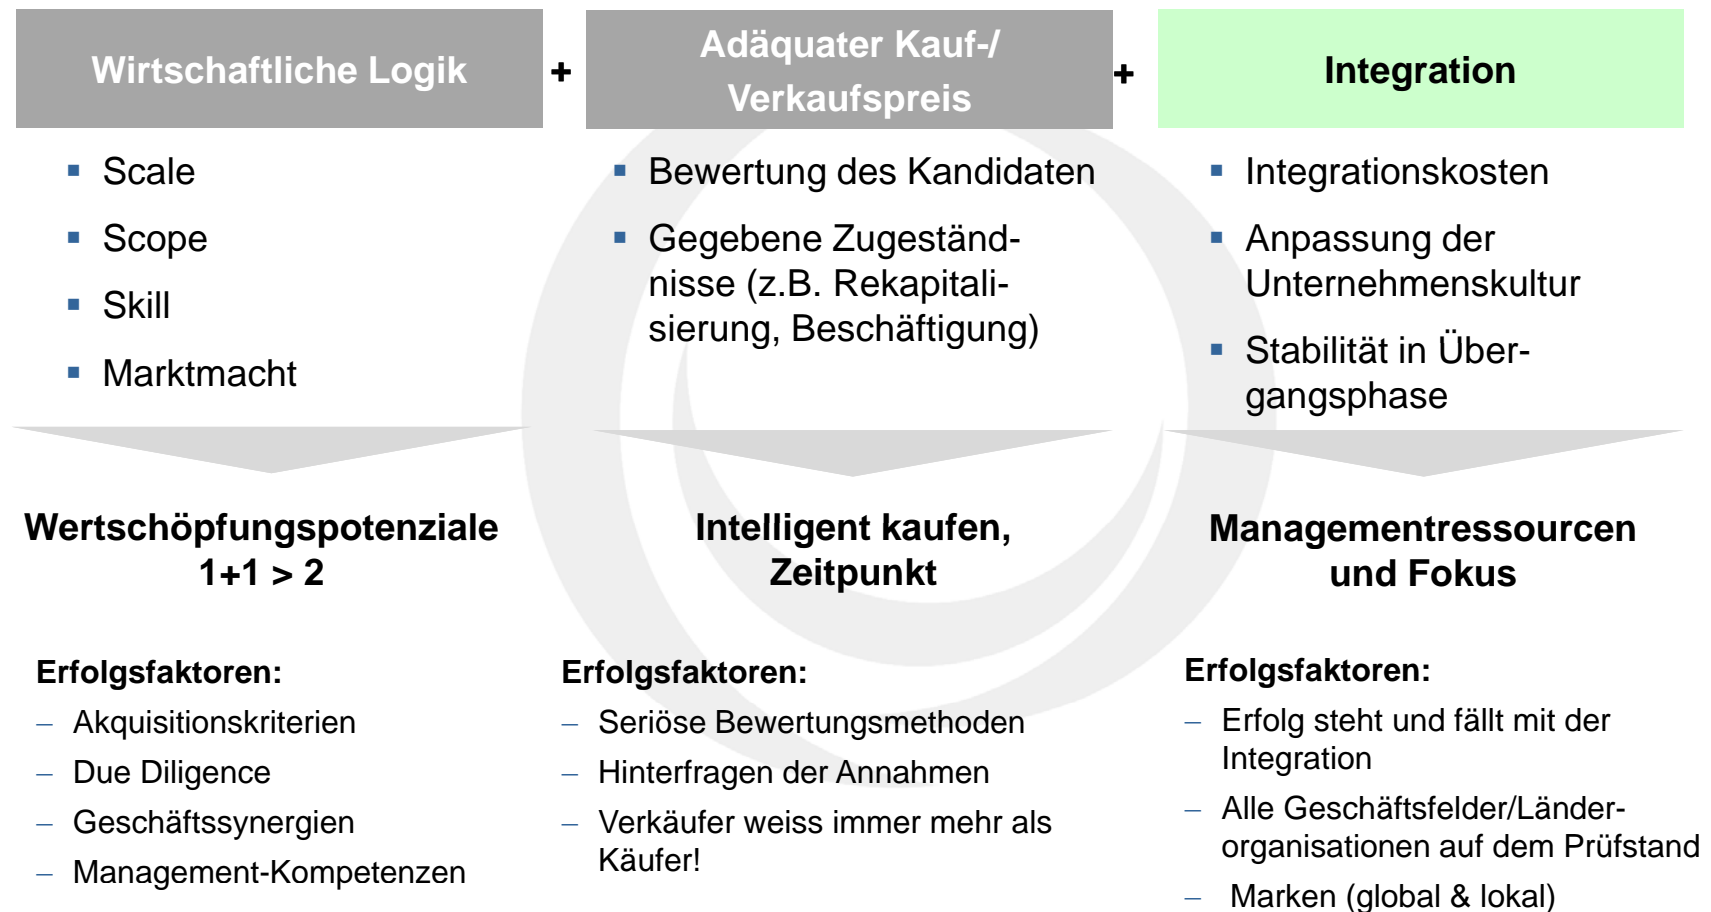 Wirtschaftliche Logik
+
Adäquater Kauf-/
Verkaufspreis
+
Integration
▪ Scale
▪ Scope
▪ Skill
▪ Marktmacht
▪ Bewertung des Kandidaten
▪ Gegebene Zugeständ-
nisse (z.B. Rekapitali-
sierung, Beschäftigung)
▪ Integrationskosten
▪ Anpassung der
Unternehmenskultur
▪ Stabilität in Über-
gangsphase
Wertschöpfungspotenziale
1+1 > 2
Intelligent kaufen,
Zeitpunkt
Managementressourcen
und Fokus
Erfolgsfaktoren:
– Akquisitionskriterien
– Due Diligence
– Geschäftssynergien
– Management-Kompetenzen
Erfolgsfaktoren:
– Seriöse Bewertungsmethoden
– Hinterfragen der Annahmen
– Verkäufer weiss immer mehr als
Käufer!
Erfolgsfaktoren:
– Erfolg steht und fällt mit der
Integration
– Alle Geschäftsfelder/Länder-
organisationen auf dem Prüfstand
– Marken (global & lokal)